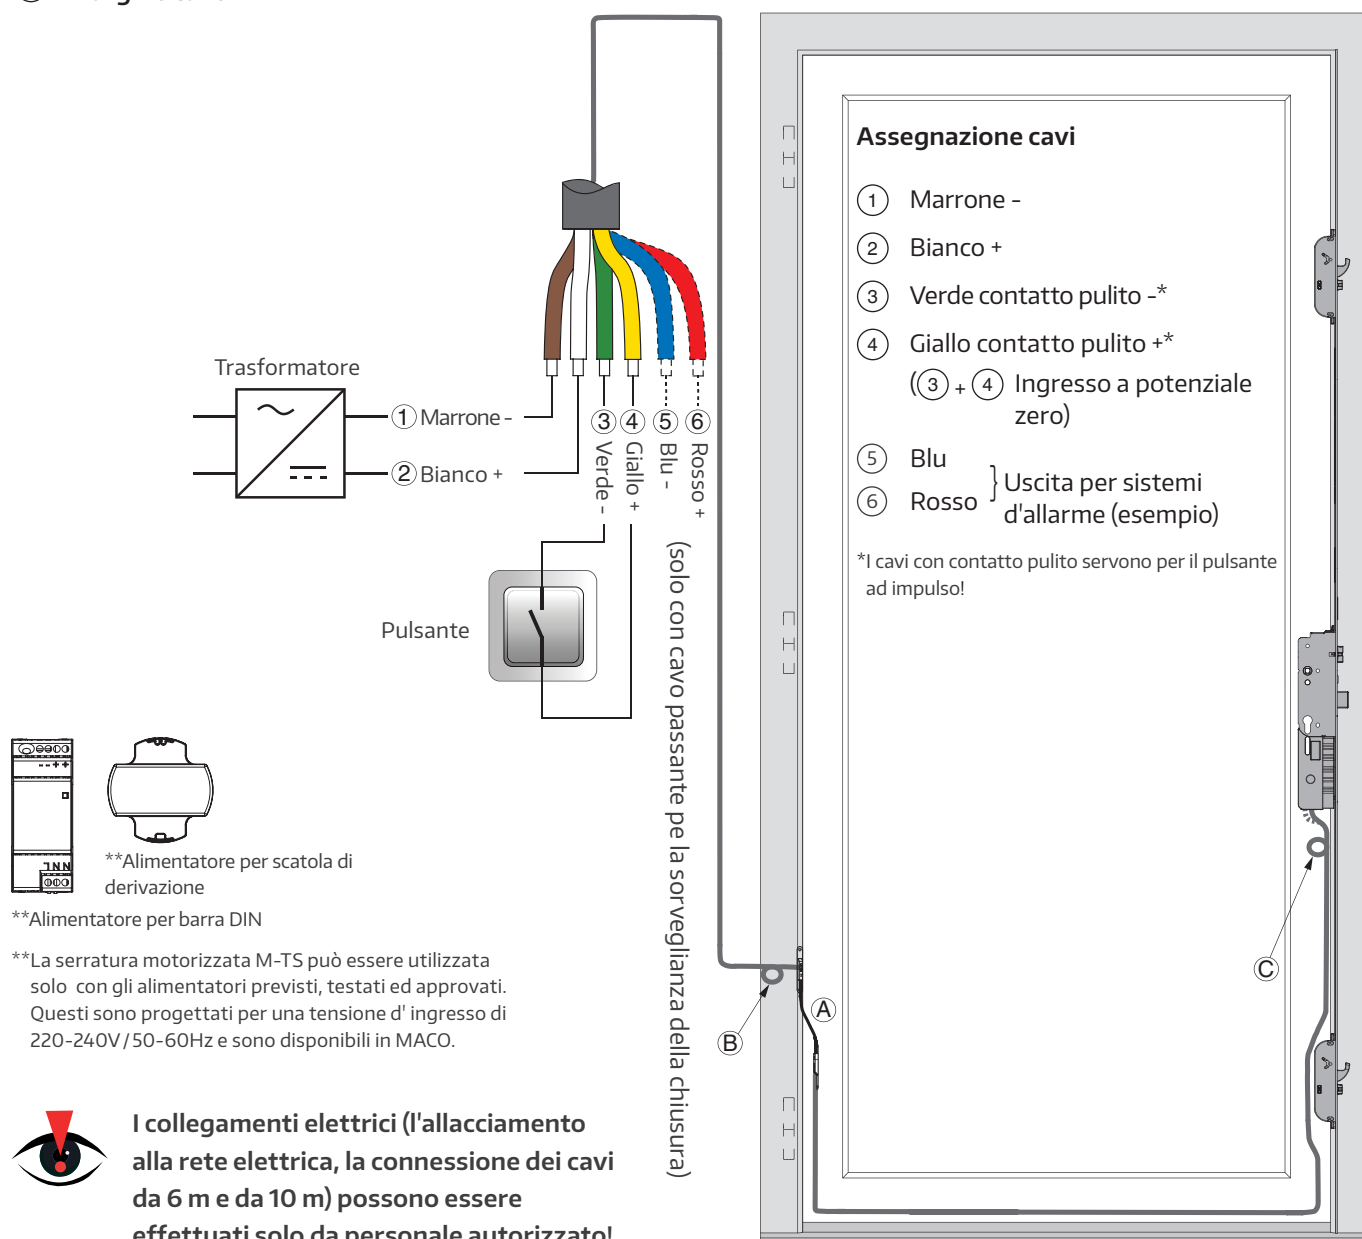 Assegnazione cavi
1 Marrone -
2 Bianco +
3 Verde contatto pulito -*
4 Giallo contatto pulito +*
(3 + 4 Ingresso a potenziale
zero)
5 Blu
6 Rosso
} Uscita per sistemi
d'allarme (esempio)
*I cavi con contatto pulito servono per il pulsante
ad impulso!
Trasformatore
1 Marrone -
2 Bianco +
3 Verde -
4 Giallo +
5 Blu -
6 Rosso +
(solo con cavo passante pe la sorveglianza della chiusura)
Pulsante
--++
NNL
**Alimentatore per scatola di
derivazione
**Alimentatore per barra DIN
**La serratura motorizzata M-TS può essere utilizzata
solo con gli alimentatori previsti, testati ed approvati.
Questi sono progettati per una tensione d' ingresso di
220-240V/50-60Hz e sono disponibili in MACO.
A
B
C
I collegamenti elettrici (l'allacciamento
alla rete elettrica, la connessione dei cavi
da 6 m e da 10 m) possono essere
effettuati solo da personale autorizzato!